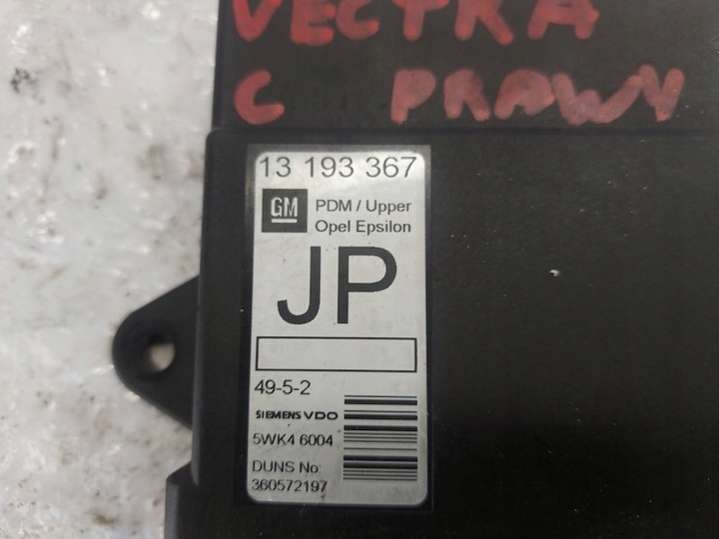 VECTRA
C PRAWY
13 193 367
GM PDM / Upper
Opel Epsilon
JP
49-5-2
SIEMENS VDO
5WK4 6004
DUNS No
360572197